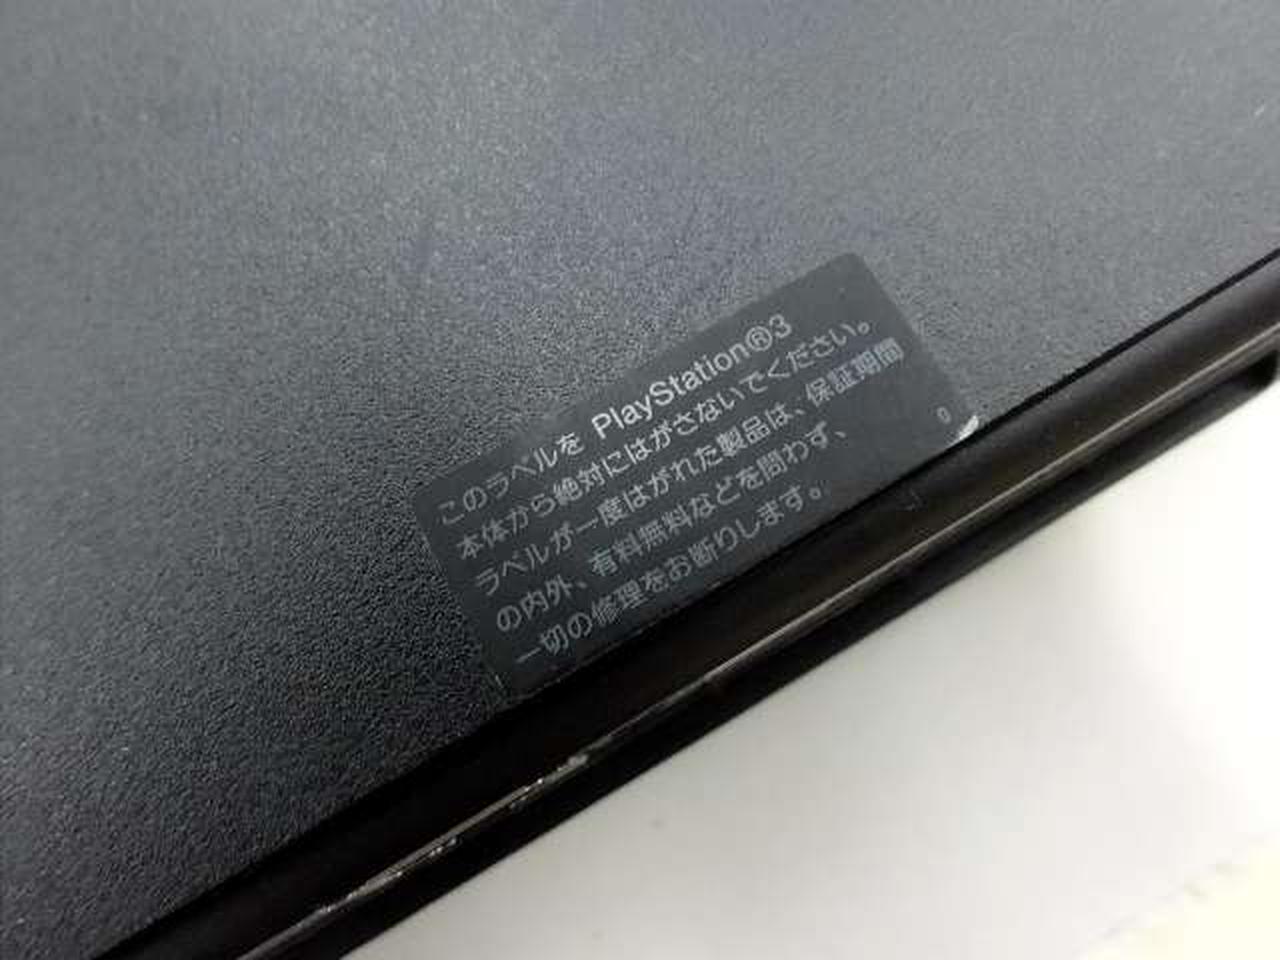 このラベルを PlayStation®3
本体から絶対にはがさないでください。
ラベルが一度はがれた製品は、保証期間
の内外、有料無料などを問わず、
一切の修理をお断りします。
0